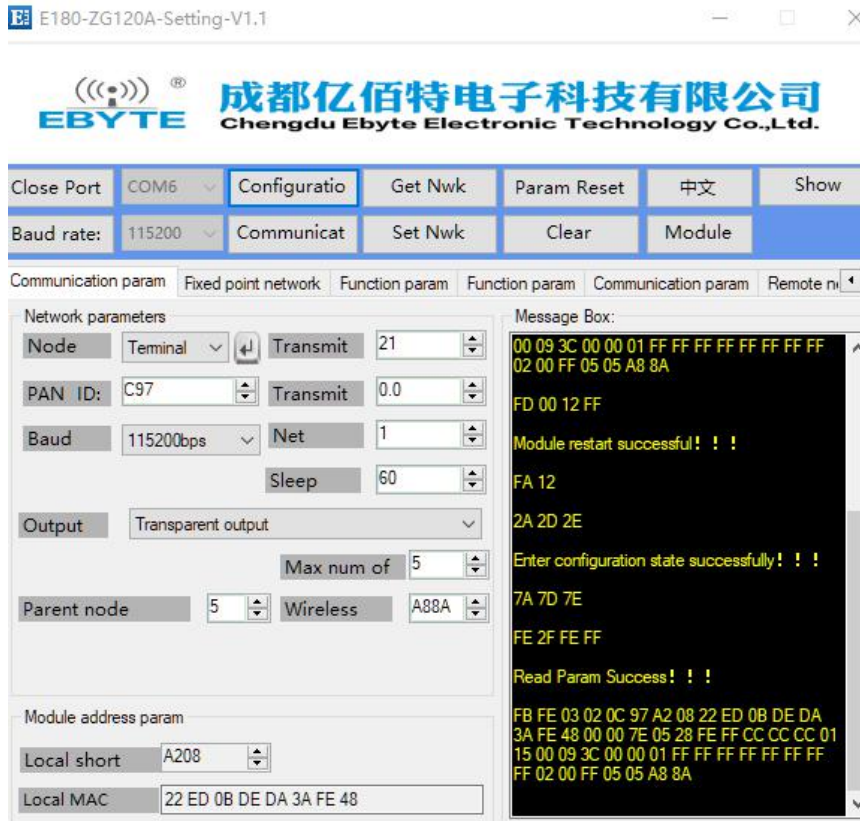 E180-ZG120A-Setting-V1.1
EBYTE ®
成都亿佰特电子科技有限公司
Chengdu Ebyte Electronic Technology Co.,Ltd.
Close Port COM6 Configuratio Get Nwk Param Reset 中文 Show
Baud rate: 115200 Communicat Set Nwk Clear Module
Communication param Fixed point network Function param Function param Communication param Remote
Network parameters
Node Terminal Transmit 21
PAN ID: C97 Transmit 0.0
Baud 115200bps Net 1
Sleep 60
Output Transparent output
Max num of 5
Parent node 5 Wireless A88A
Module address param
Local short A208
Local MAC 22 ED 0B DE DA 3A FE 48
Message Box:
00 09 3C 00 00 01 FF FF FF FF FF FF FF FF
02 00 FF 05 05 A8 8A
FD 00 12 FF
Module restart successful！！！
FA 12
2A 2D 2E
Enter configuration state successfully！！！
7A 7D 7E
FE 2F FE FF
Read Param Success！！！
FB FE 03 02 0C 97 A2 08 22 ED 0B DE DA
3A FE 48 00 00 7E 05 28 FE FF CC CC CC 01
15 00 09 3C 00 00 01 FF FF FF FF FF FF FF
FF 02 00 FF 05 05 A8 8A